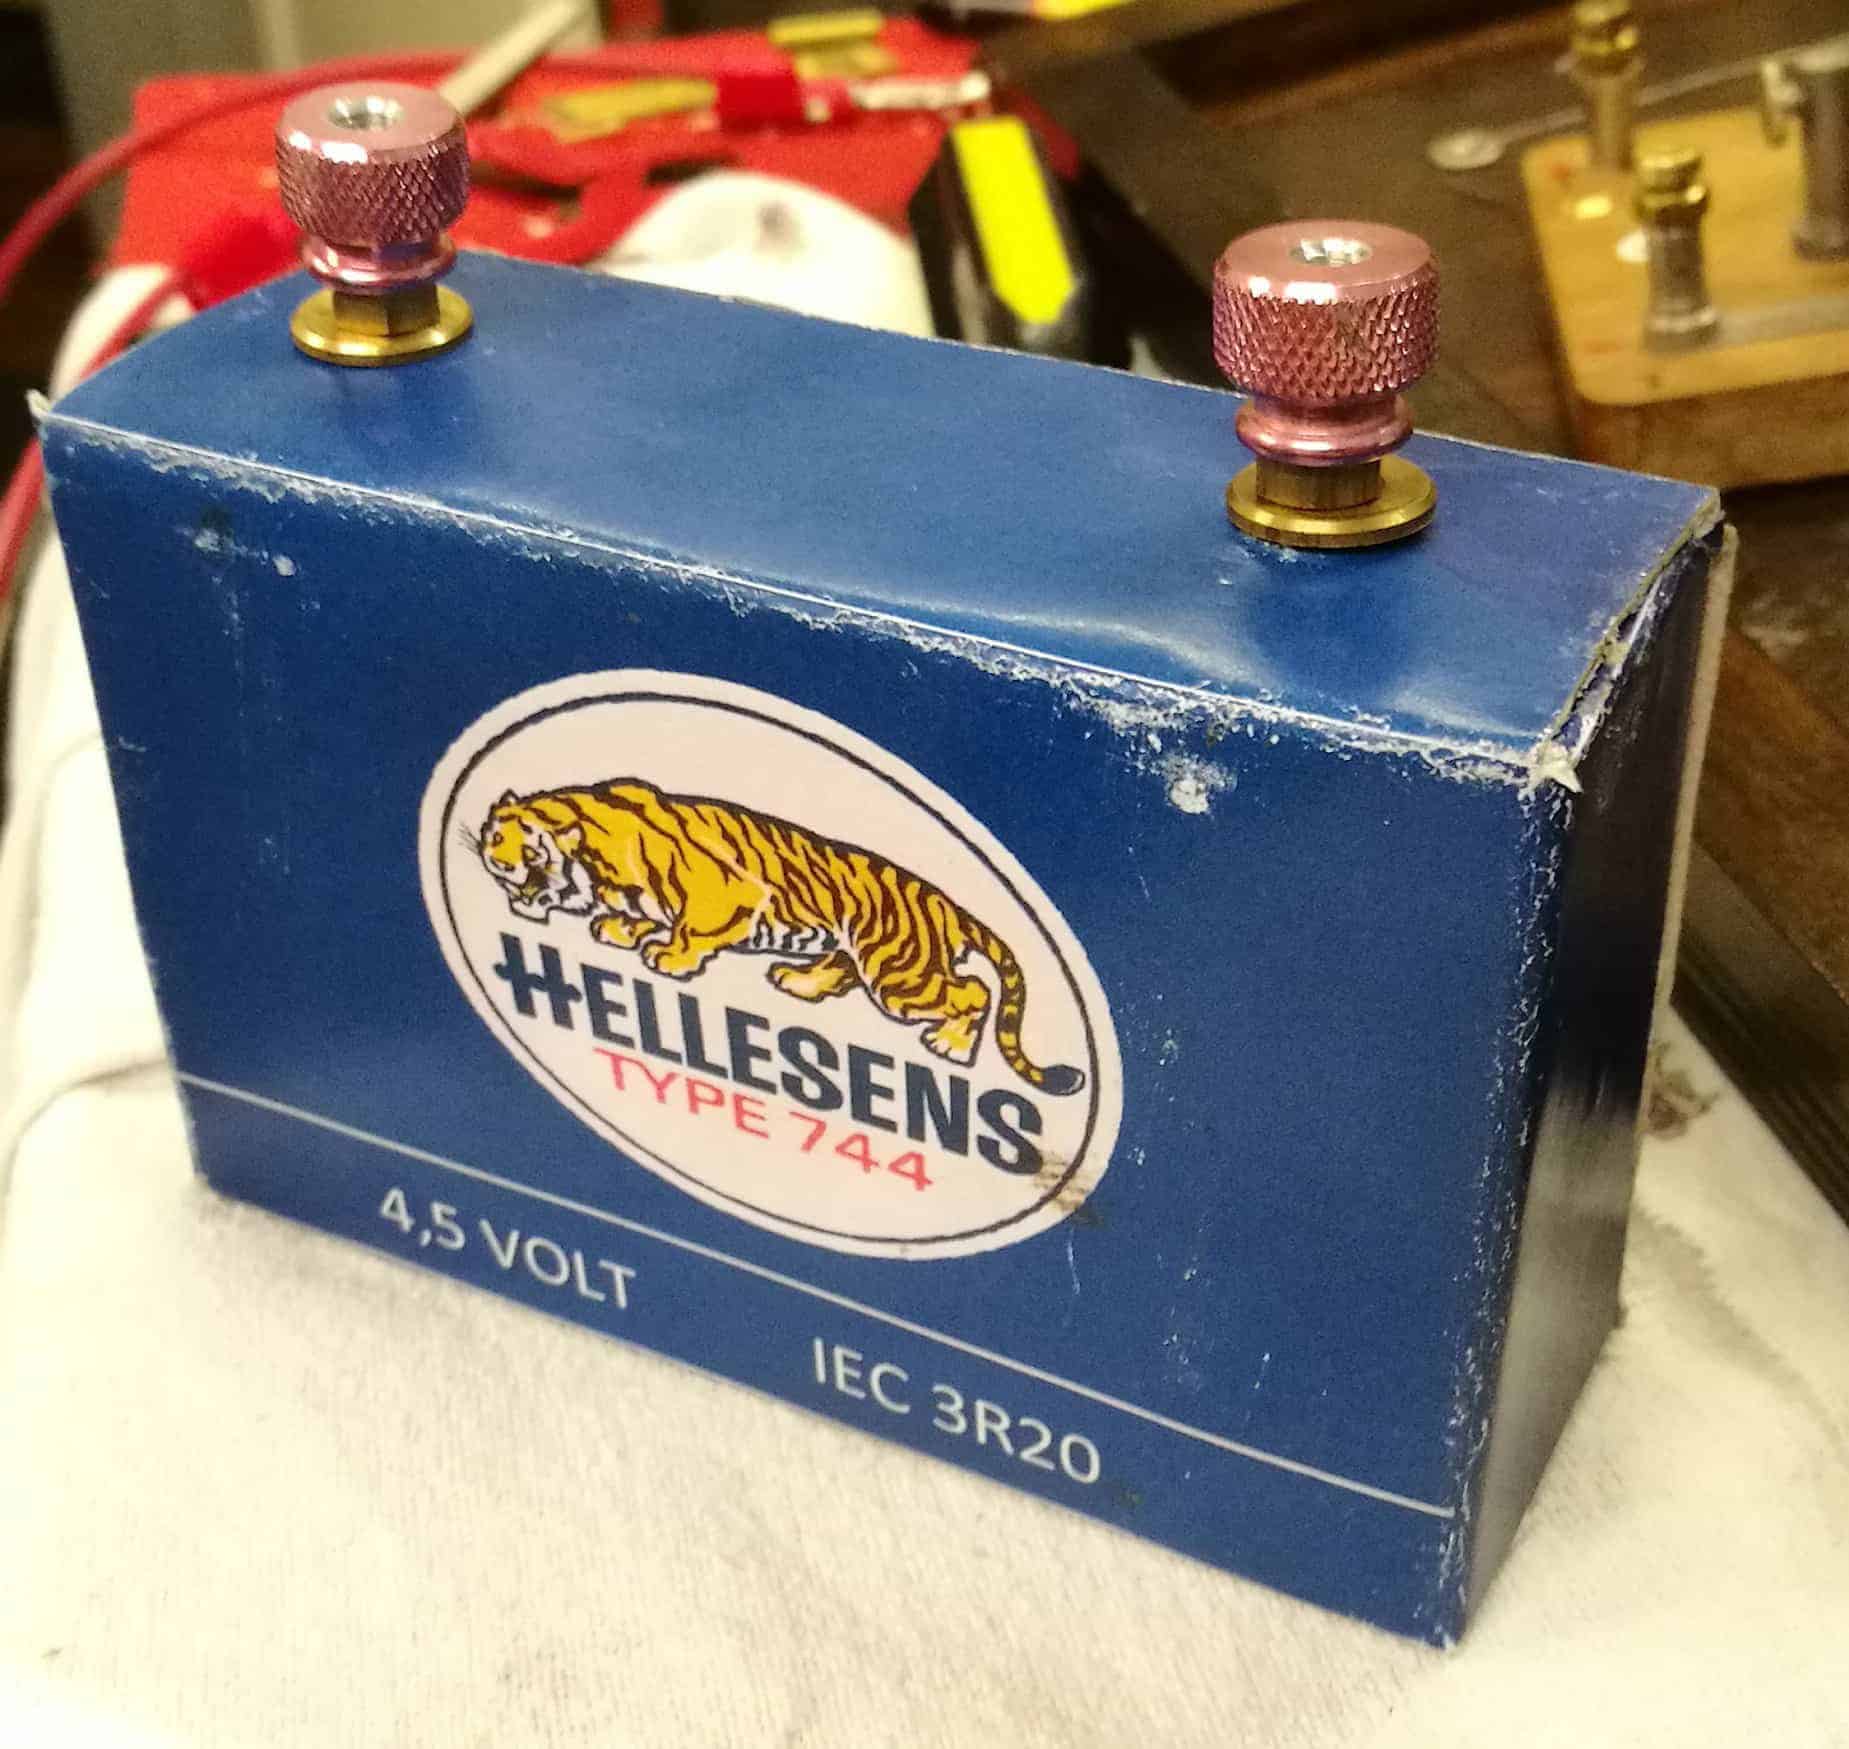 HELLESENS
TYPE 744
4,5 VOLT
IEC 3R20